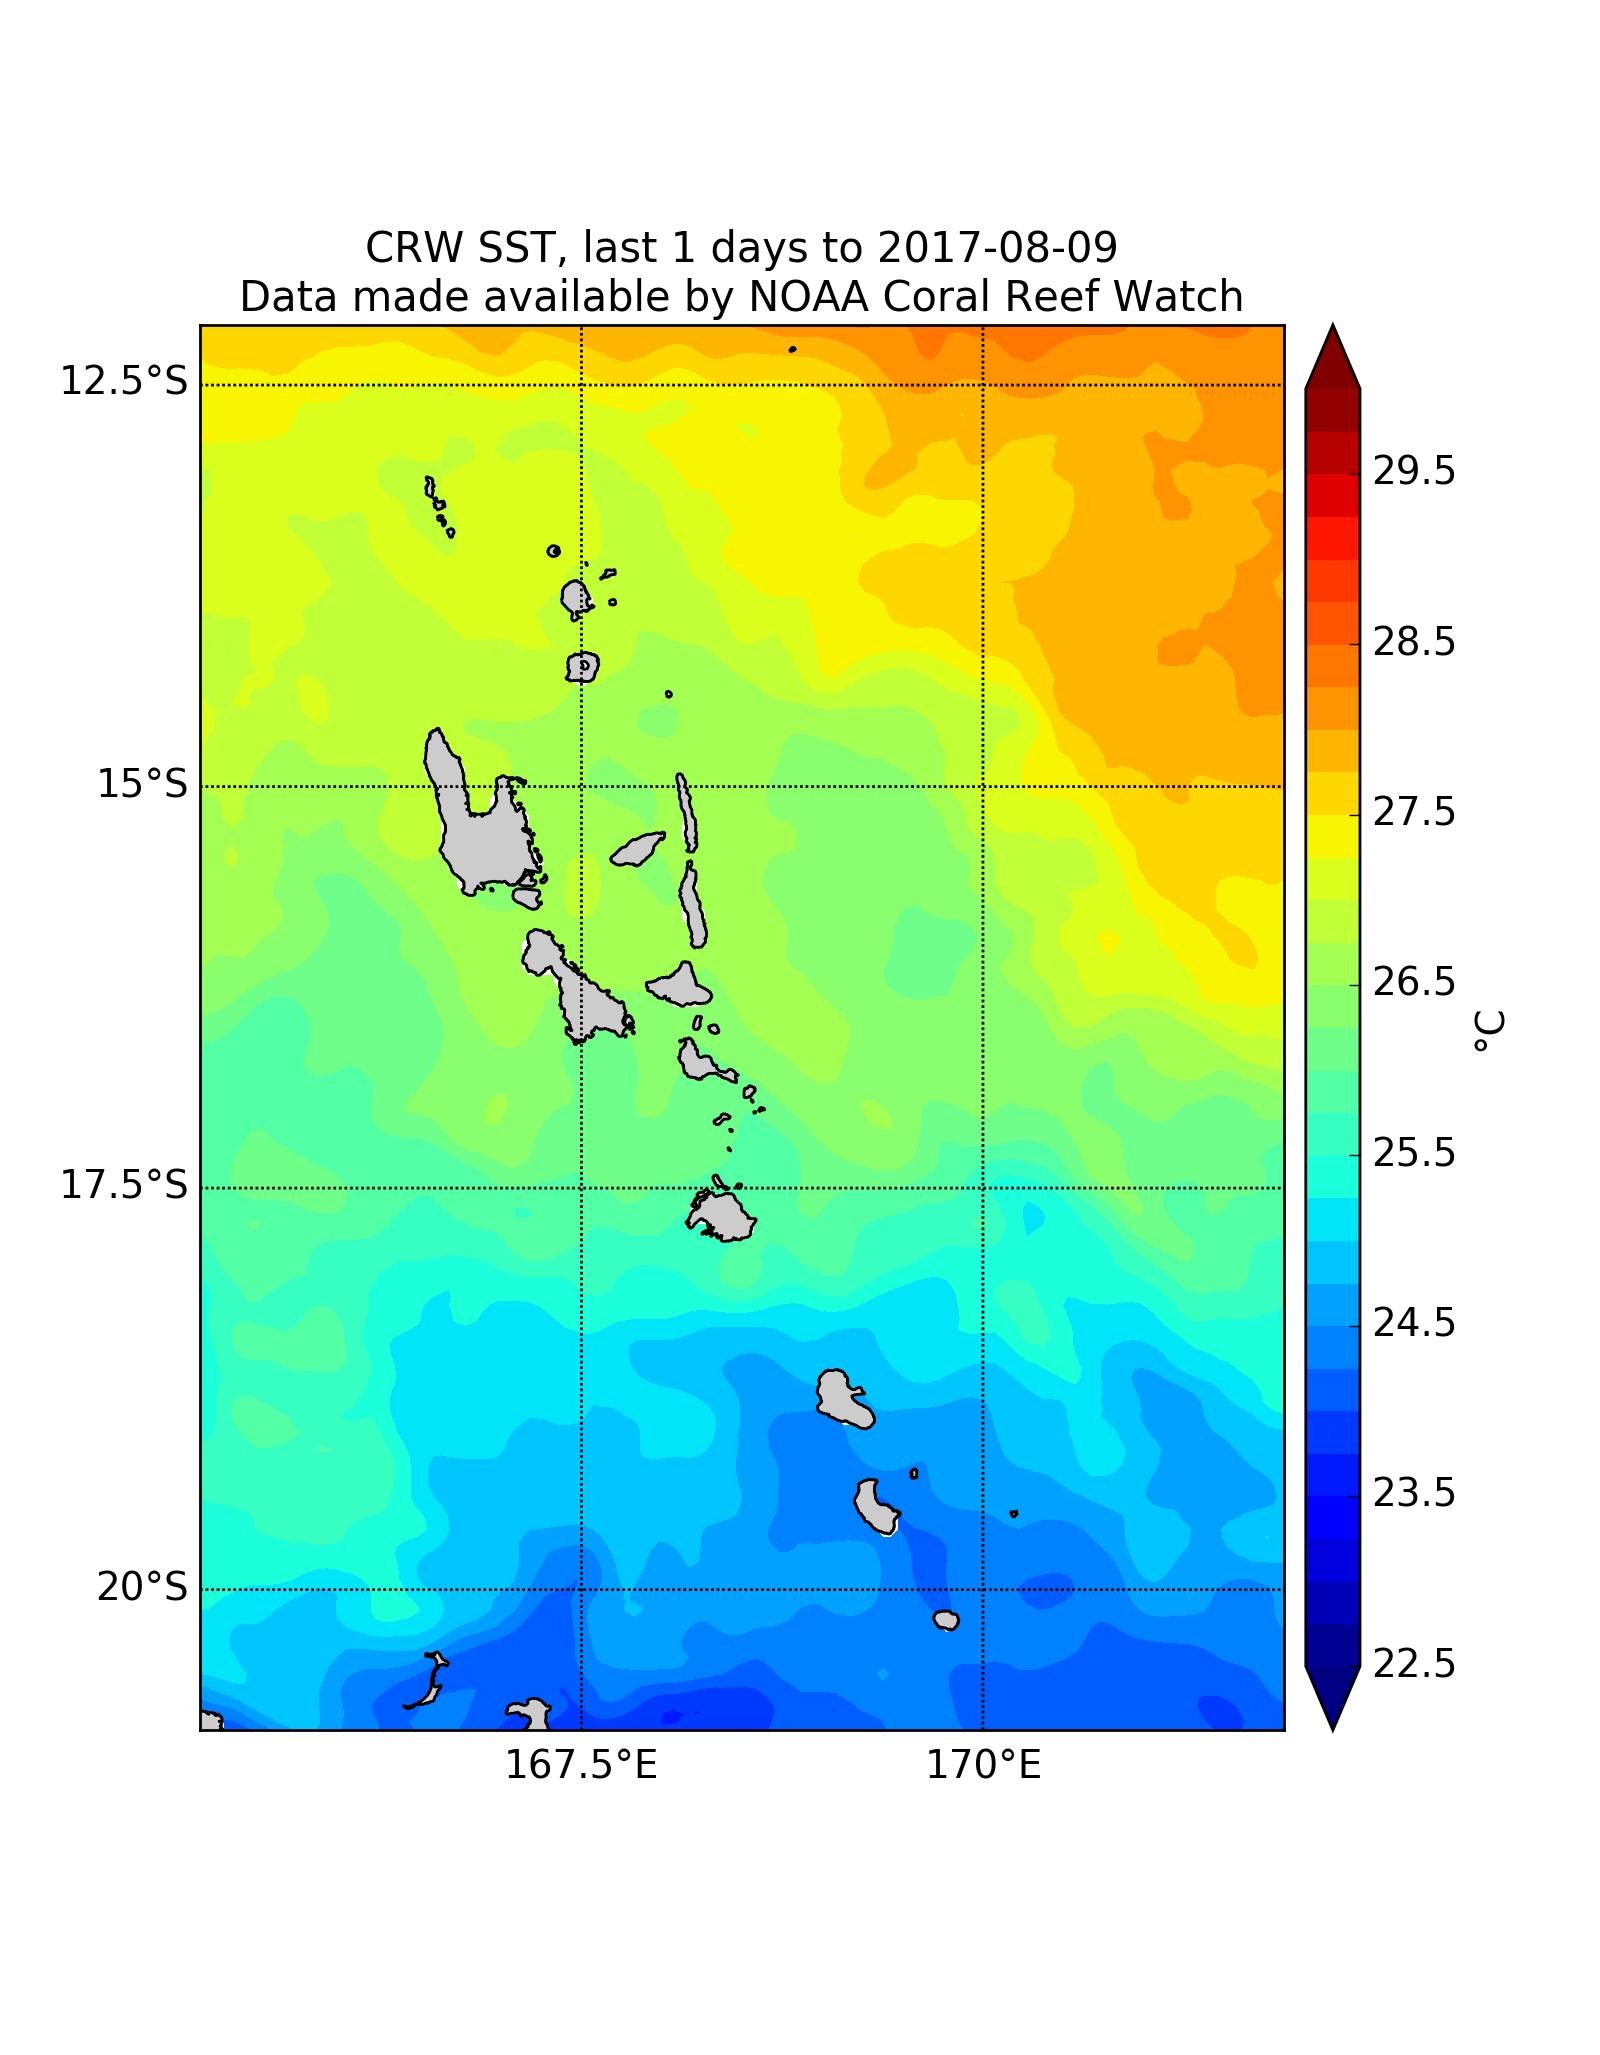 CRW SST, last 1 days to 2017-08-09
Data made available by NOAA Coral Reef Watch
12.5°S
15°S
17.5°S
20°S
167.5°E
170°E
29.5
28.5
27.5
26.5
25.5
24.5
23.5
22.5
°C